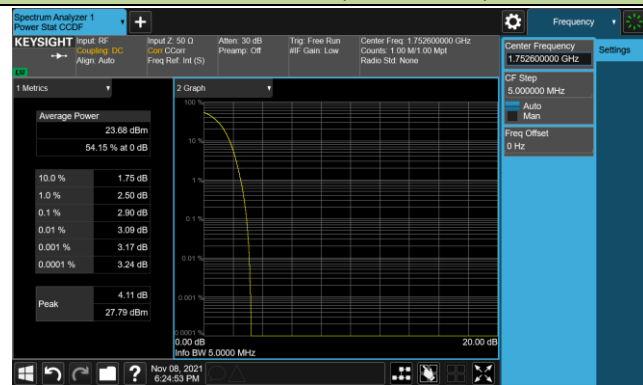 Spectrum Analyzer 1
Power Stat CCDF
Frequency
KEYSIGHT
Input: RF
Coupling: DC
Align: Auto
Input Z: 50 Ω
Corr CCorr
Freq Ref: Int (S)
Atten: 30 dB
Preamp: Off
Trig: Free Run
#IF Gain: Low
Center Freq: 1.752600000 GHz
Counts: 1.00 M/1.00 Mpt
Radio Std: None
Center Frequency
1.752600000 GHz
Settings
CF Step
5.000000 MHz
Auto
Man
Freq Offset
0 Hz
1 Metrics
Average Power
23.68 dBm
54.15 % at 0 dB
10.0 % 1.75 dB
1.0 % 2.50 dB
0.1 % 2.90 dB
0.01 % 3.09 dB
0.001 % 3.17 dB
0.0001 % 3.24 dB
Peak
4.11 dB
27.79 dBm
2 Graph
100 %
10 %
1 %
0.1 %
0.01 %
0.001 %
0.0001 %
0.00 dB 20.00 dB
Info BW 5.0000 MHz
?
Nov 08, 2021
6:24:53 PM